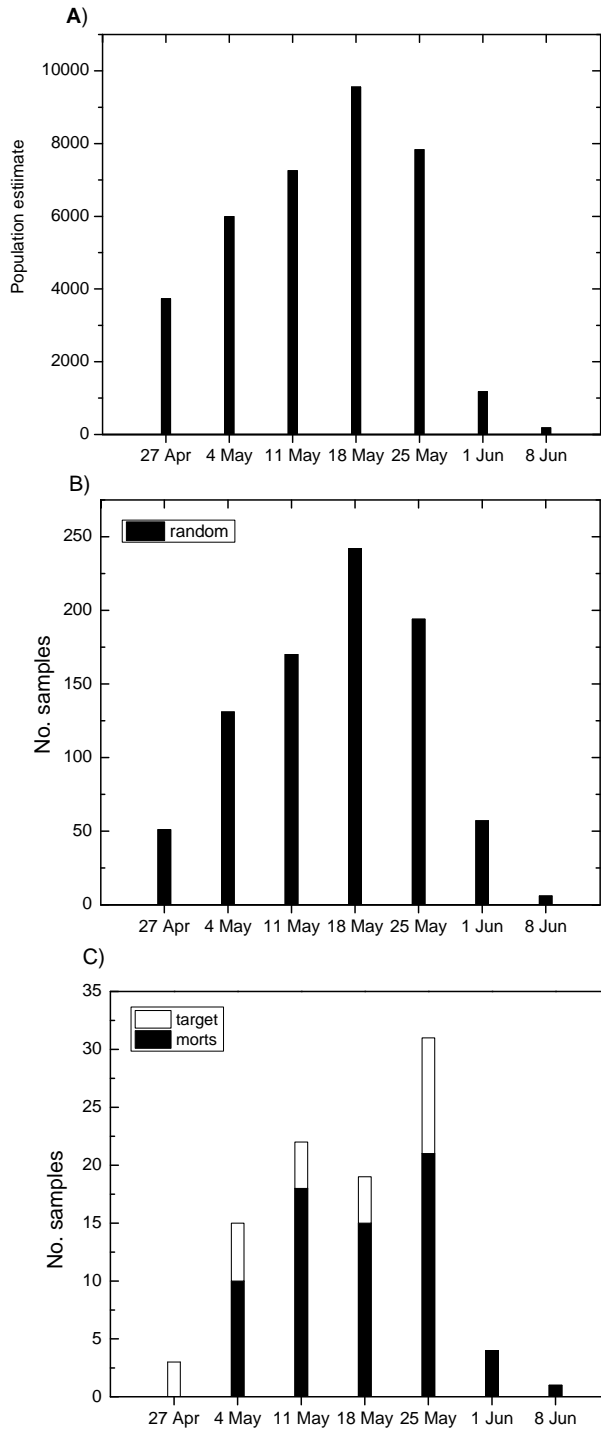 A)
10000
8000
6000
4000
2000
0
Population estiimate
27 Apr 4 May 11 May 18 May 25 May 1 Jun 8 Jun
B)
random
250
200
150
100
50
0
No. samples
27 Apr 4 May 11 May 18 May 25 May 1 Jun 8 Jun
C)
target
morts
35
30
25
20
15
10
5
0
No. samples
27 Apr 4 May 11 May 18 May 25 May 1 Jun 8 Jun